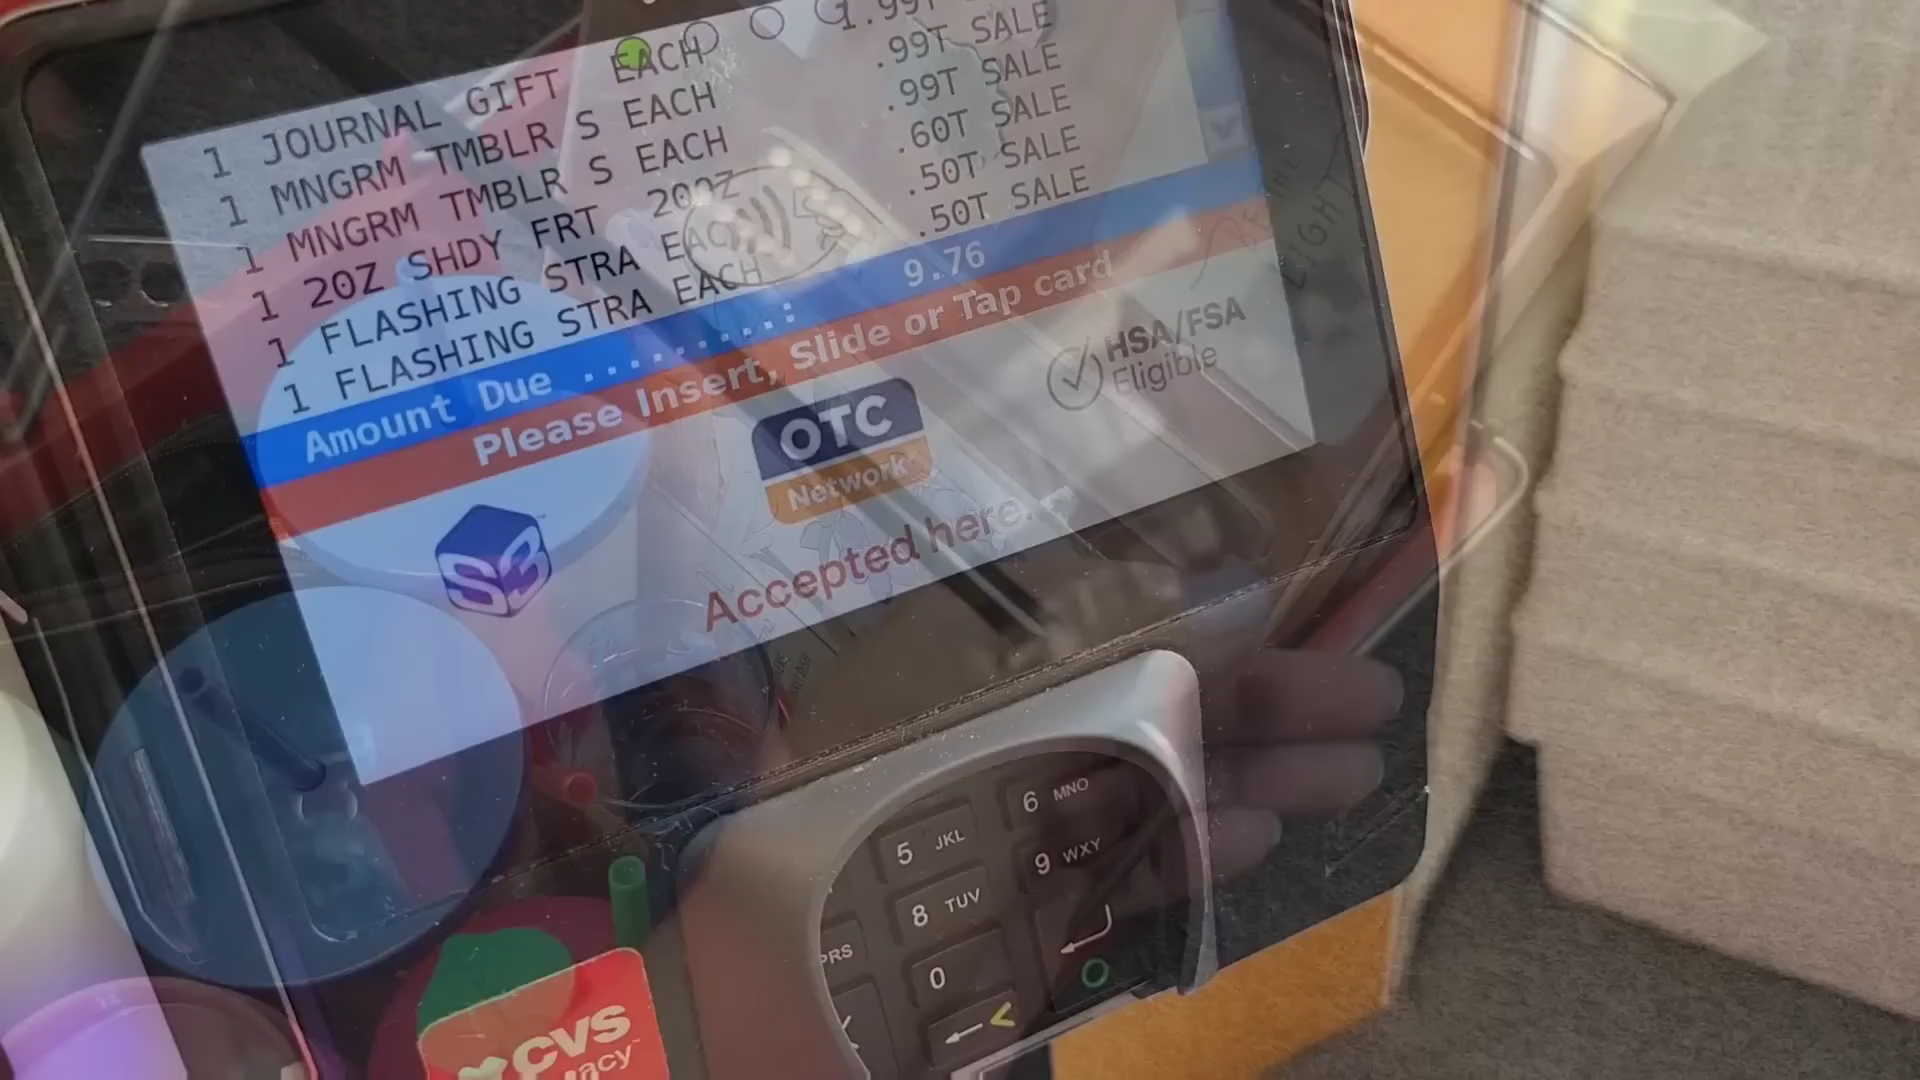 1 JOURNAL GIFT EACH 1.99T
1 MNGRM TMBLR S EACH .99T SALE
1 MNGRM TMBLR S EACH .99T SALE
1 20Z SHDY FRT 200Z .60T SALE
1 FLASHING STRA EACH .50T SALE
1 FLASHING STRA EACH .50T SALE
Amount Due ........: 9.76
Please Insert, Slide or Tap card
HSA/FSA
Eligible
OTC
Network
S3
Accepted here.
6 MNO
5 JKL
9 WXY
8 TUV
PRS
0
CVS
acy